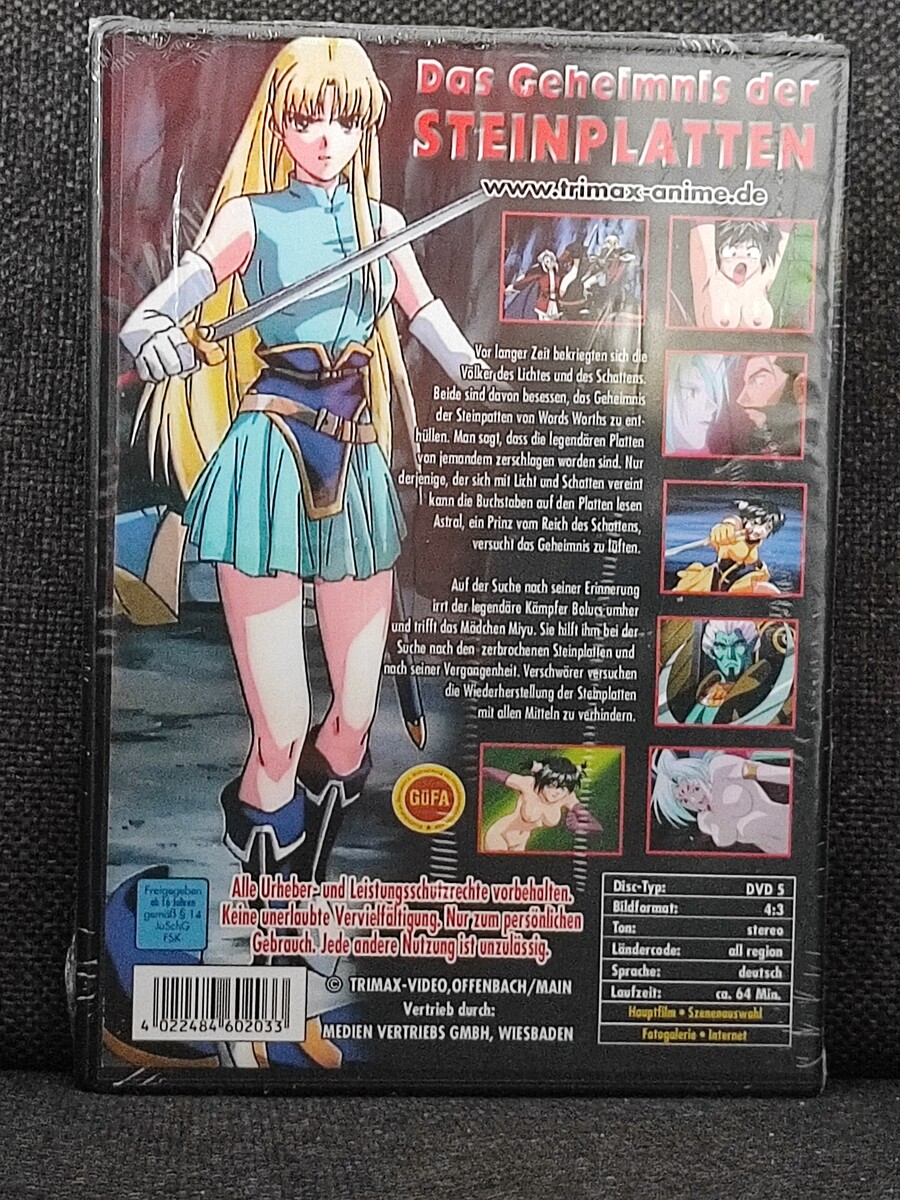 Das Geheimnis der
STEINPLATTEN
www.trimax-anime.de
Vor langer Zeit bekriegten sich die
Völker des Lichtes und des Schattens.
Beide sind davon besessen, das Geheimnis
der Steinpatten von Words Worths zu ent-
hüllen. Man sagt, dass die legendären Platten
von jemandem zerschlagen worden sind. Nur
derjenige, der sich mit Licht und Schatten vereint
kann die Buchstaben auf den Platten lesen
Astral, ein Prinz vom Reich des Schattens,
versucht das Geheimnis zu lüften.
Auf der Suche nach seiner Erinnerung
irrt der legendäre Kämpfer Bolucs umher
und trifft das Mädchen Miyu. Sie hilft ihm bei der
Suche nach den zerbrochenen Steinplatten und
nach seiner Vergangenheit. Verschwärer versuchen
die Wiederherstellung der Steinplatten
mit allen Mitteln zu verhindern.
GüFA
Freigegeben
ab 16 Jahren
gemäß § 14
JuSchG
FSK
Alle Urheber- und Leistungsschutzrechte vorbehalten.
Keine unerlaubte Vervielfältigung. Nur zum persönlichen
Gebrauch. Jede andere Nutzung ist unzulässig.
© TRIMAX-VIDEO, OFFENBACH/MAIN
Vertrieb durch:
MEDIEN VERTRIEBS GMBH, WIESBADEN
4 022484 602033
Disc-Typ: DVD 5
Bildformat: 4:3
Ton: stereo
Ländercode: all region
Sprache: deutsch
Laufzeit: ca. 64 Min.
Hauptfilm • Szenenauswahl
Fotogalerie • Internet